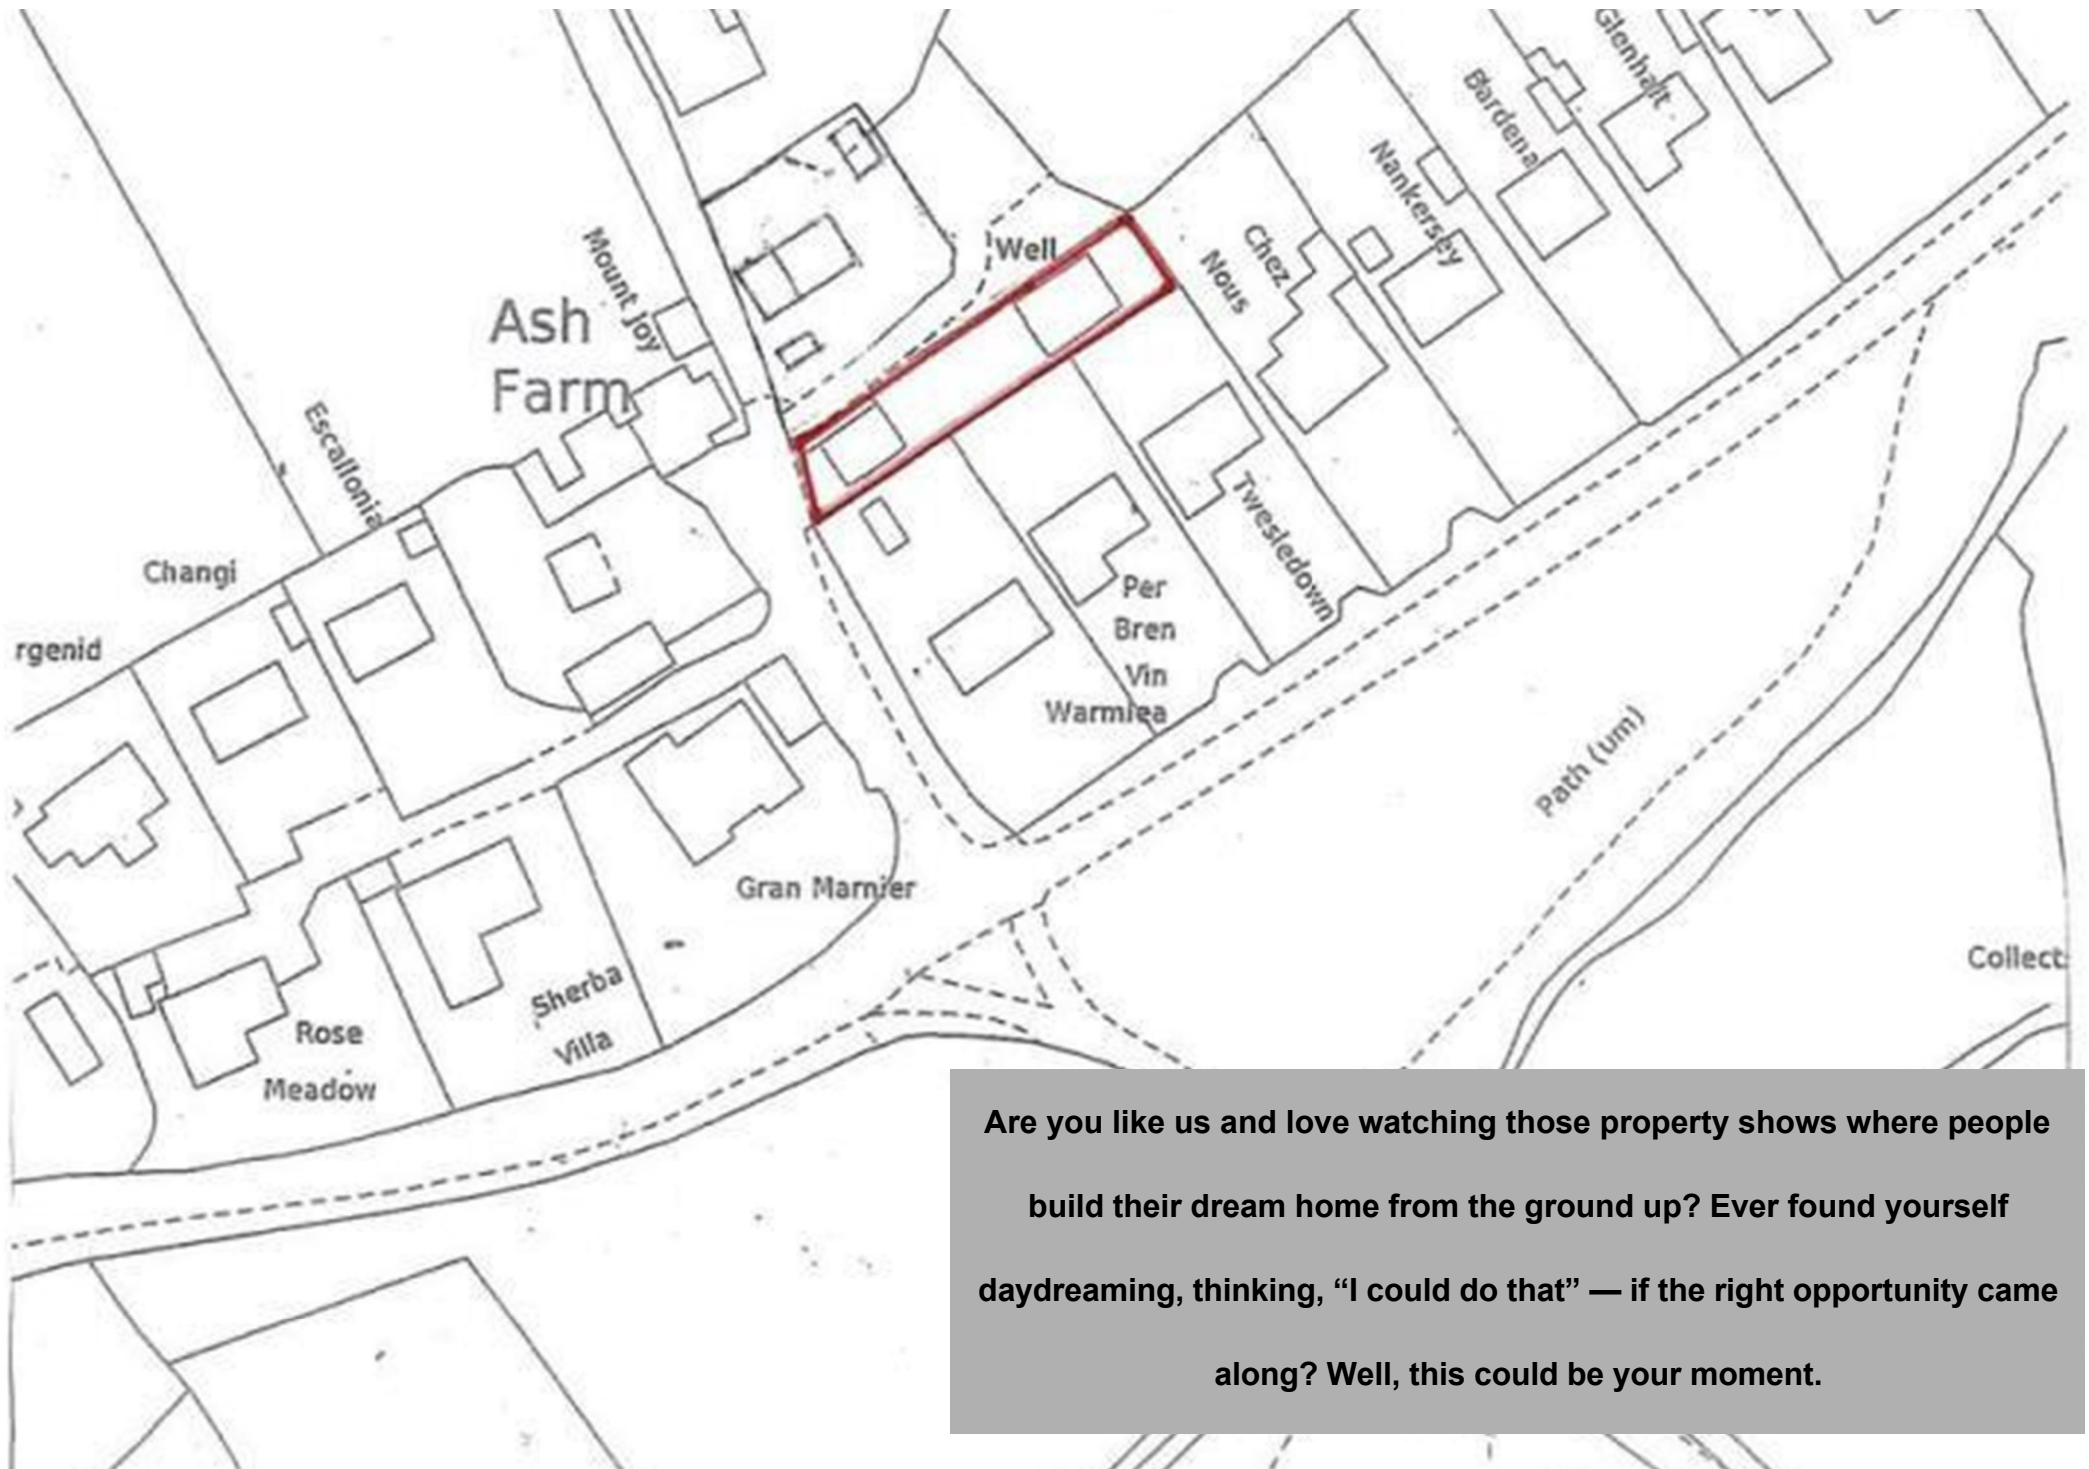 Glenhalt
Bardena
Nankersey
Well
Chez
Nous
Mount Joy
Ash
Farm
Escallonia
Changi
rgenid
Twesledown
Per
Bren
Vin
Warmlea
Path (um)
Gran Marnier
Collect
Sherba
Villa
Rose
Meadow
Are you like us and love watching those property shows where people
build their dream home from the ground up? Ever found yourself
daydreaming, thinking, “I could do that” — if the right opportunity came
along? Well, this could be your moment.